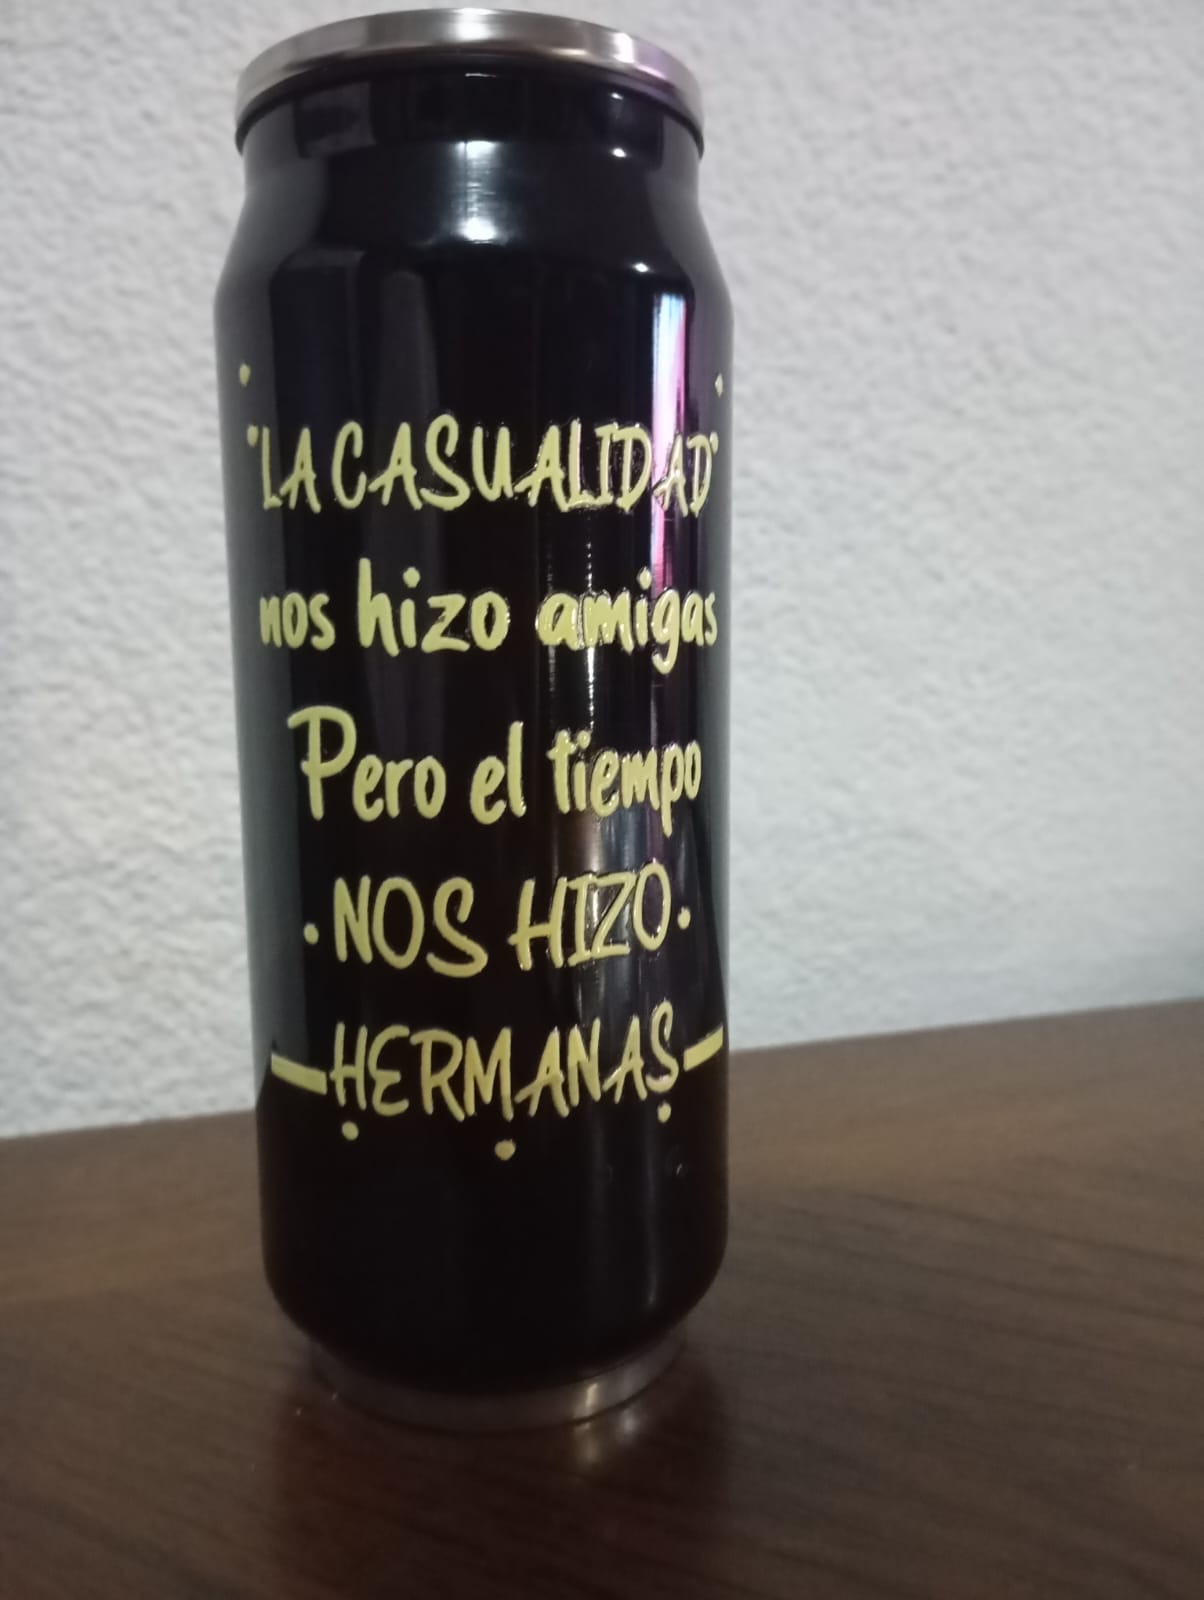 "LA CASUALIDAD"
nos hizo amigas
Pero el tiempo
· NOS HIZO ·
— HERMANAS —